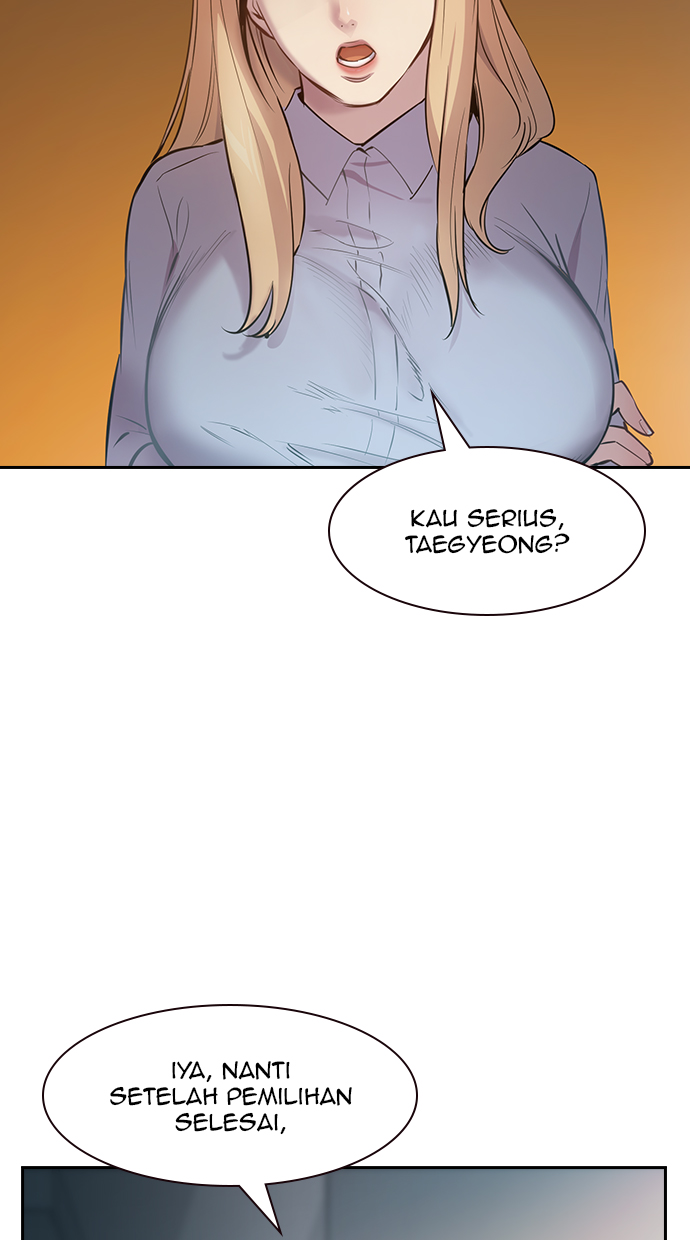 KAU SERIUS,
TAEGYEONG?
IYA, NANTI
SETELAH PEMILIHAN
SELESAI,